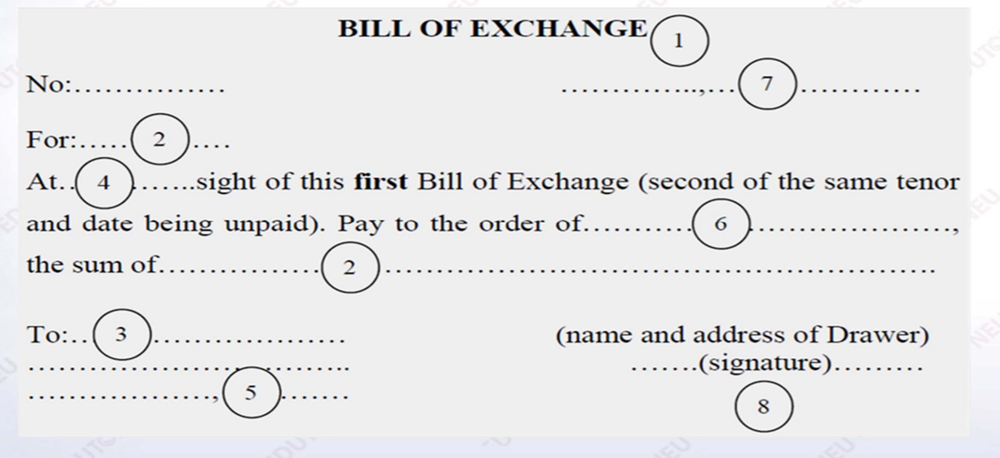 BILL OF EXCHANGE 1
No:............... ..............,...7............
For:.....2....
At..4.......sight of this first Bill of Exchange (second of the same tenor
and date being unpaid). Pay to the order of...........6....................,
the sum of................2......................................................
To:..3................... (name and address of Drawer)
................................ .......(signature).........
..................,5....... 8